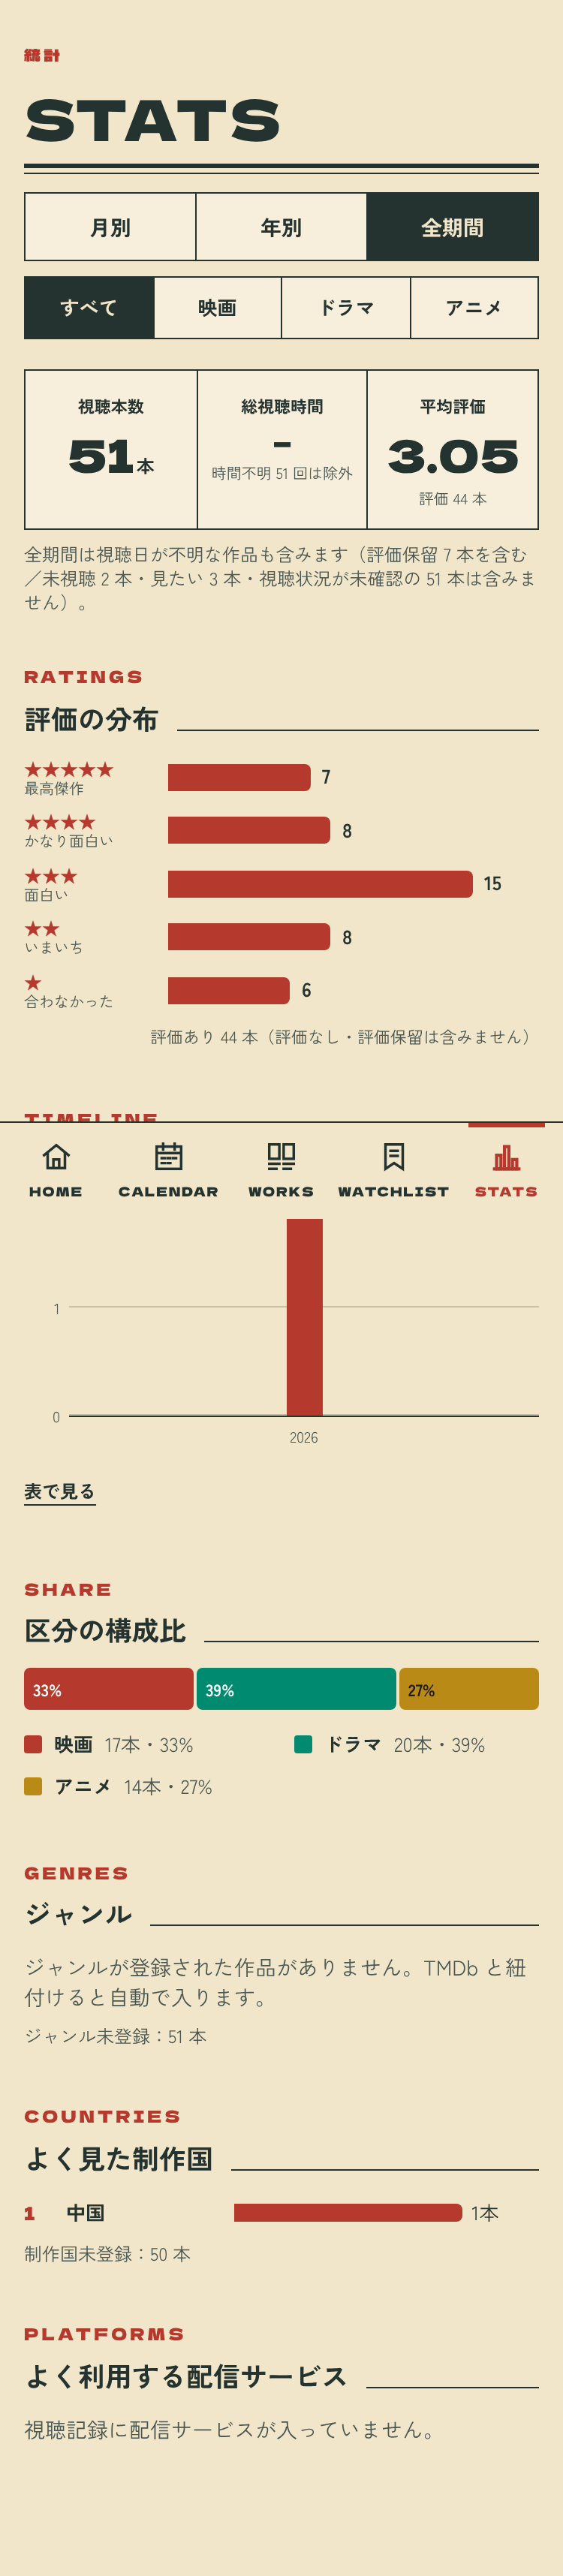 統計
STATS
月別 年別 全期間
すべて 映画 ドラマ アニメ
視聴本数 総視聴時間 平均評価
51本 – 3.05
時間不明 51 回は除外 評価 44 本
全期間は視聴日が不明な作品も含みます（評価保留 7 本を含む
／未視聴 2 本・見たい 3 本・視聴状況が未確認の 51 本は含みま
せん）。
RATINGS
評価の分布
★★★★★ 7
最高傑作
★★★★ 8
かなり面白い
★★★ 15
面白い
★★ 8
いまいち
★ 6
合わなかった
評価あり 44 本（評価なし・評価保留は含みません）
TIMELINE
HOME CALENDAR WORKS WATCHLIST STATS
1
0
2026
表で見る
SHARE
区分の構成比
33% 39% 27%
映画 17本・33% ドラマ 20本・39%
アニメ 14本・27%
GENRES
ジャンル
ジャンルが登録された作品がありません。TMDb と紐
付けると自動で入ります。
ジャンル未登録：51 本
COUNTRIES
よく見た制作国
1 中国 1本
制作国未登録：50 本
PLATFORMS
よく利用する配信サービス
視聴記録に配信サービスが入っていません。